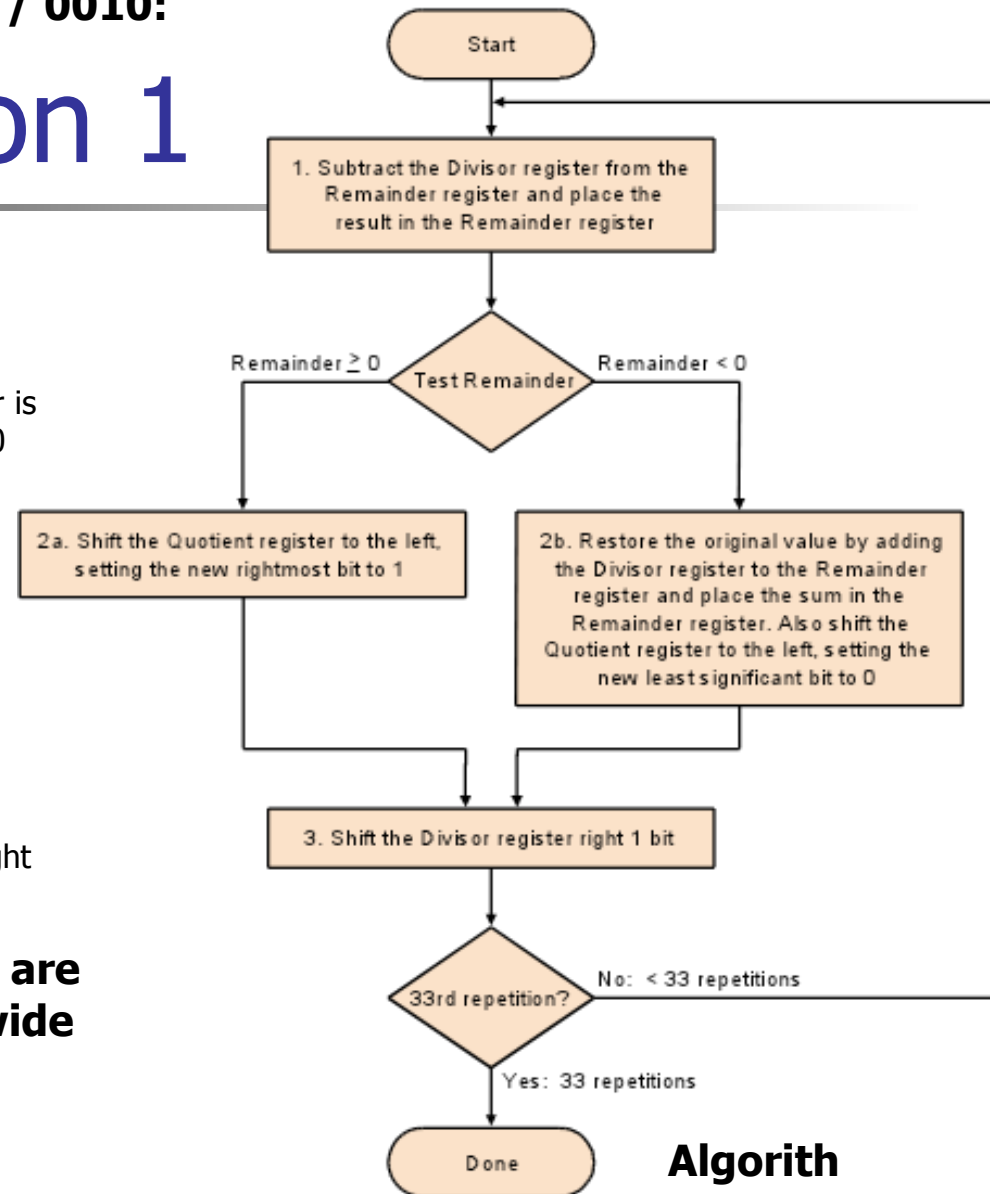 / 0010:
on 1
Start
1. Subtract the Divisor register from the
Remainder register and place the
result in the Remainder register
Remainder ≥ 0
Test Remainder
Remainder < 0
r is
0
2a. Shift the Quotient register to the left,
setting the new rightmost bit to 1
2b. Restore the original value by adding
the Divisor register to the Remainder
register and place the sum in the
Remainder register. Also shift the
Quotient register to the left, setting the
new least significant bit to 0
3. Shift the Divisor register right 1 bit
ght
are
vide
33rd repetition?
No: < 33 repetitions
Yes: 33 repetitions
Done
Algorith